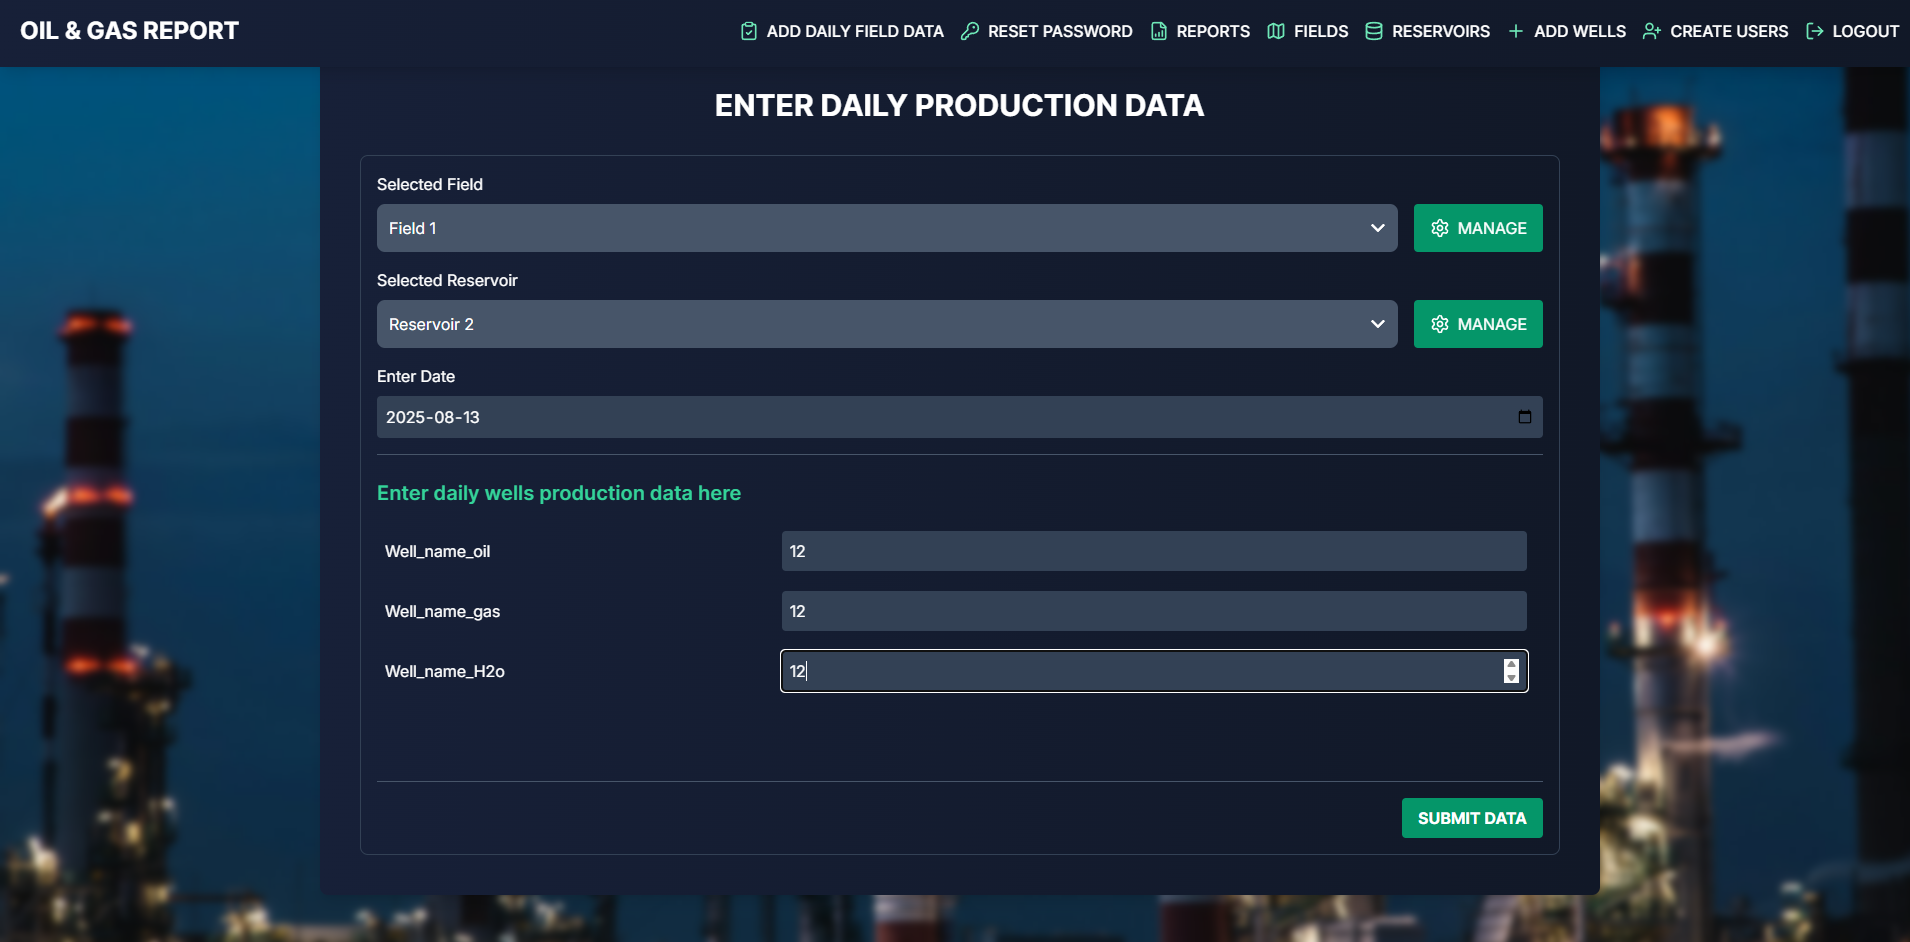 OIL & GAS REPORT
ADD DAILY FIELD DATA RESET PASSWORD REPORTS FIELDS RESERVOIRS ADD WELLS CREATE USERS LOGOUT
ENTER DAILY PRODUCTION DATA
Selected Field
Field 1
MANAGE
Selected Reservoir
Reservoir 2
MANAGE
Enter Date
2025-08-13
Enter daily wells production data here
Well_name_oil 12
Well_name_gas 12
Well_name_H2o 12
SUBMIT DATA